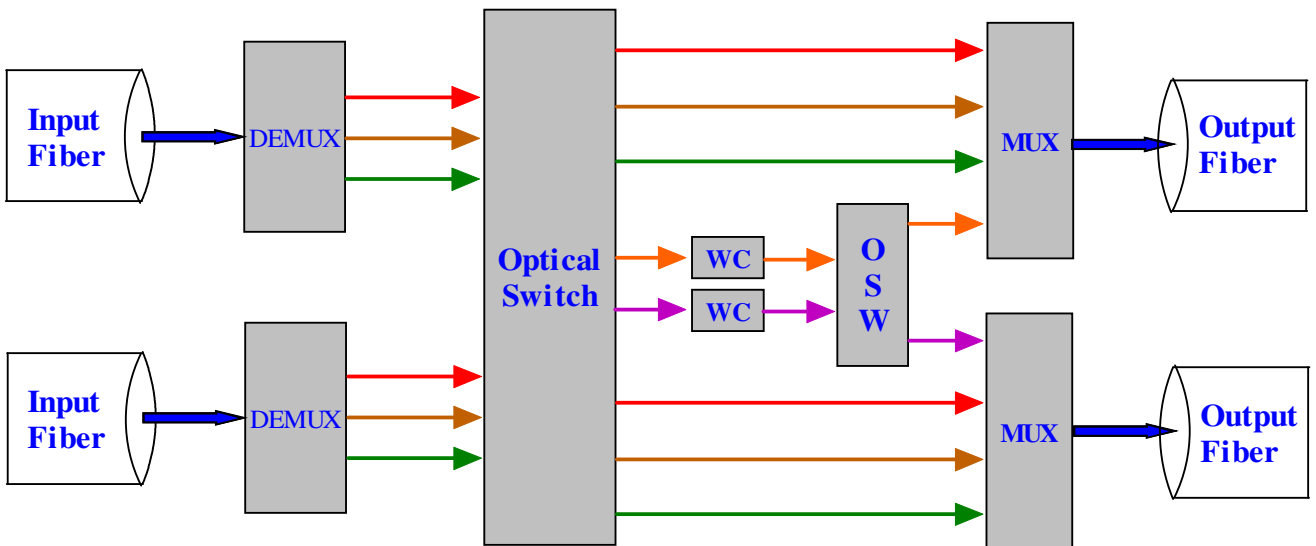 Input
Fiber
DEMUX
Optical
Switch
WC
WC
O
S
W
MUX
Output
Fiber
Input
Fiber
DEMUX
MUX
Output
Fiber